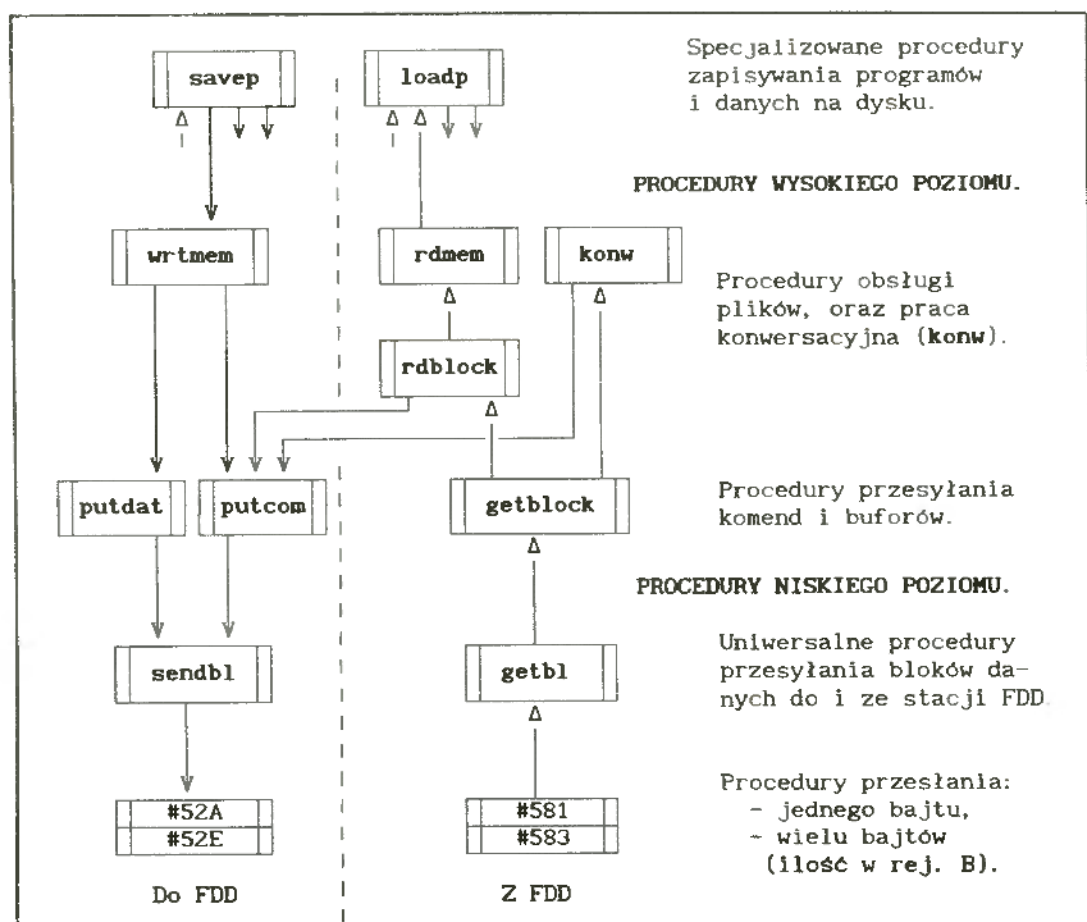 savep
loadp
Specjalizowane procedury
zapisywania programów
i danych na dysku.
PROCEDURY WYSOKIEGO POZIOMU.
wrtmem
rdmem
konw
Procedury obsługi
plików, oraz praca
konwersacyjna (konw).
rdblock
putdat
putcom
getblock
Procedury przesyłania
komend i buforów.
PROCEDURY NISKIEGO POZIOMU.
sendbl
getbl
Uniwersalne procedury
przesyłania bloków da-
nych do i ze stacji FDD.
#52A
#52E
#581
#583
Procedury przesłania:
- jednego bajtu,
- wielu bajtów
(ilość w rej. B).
Do FDD
Z FDD